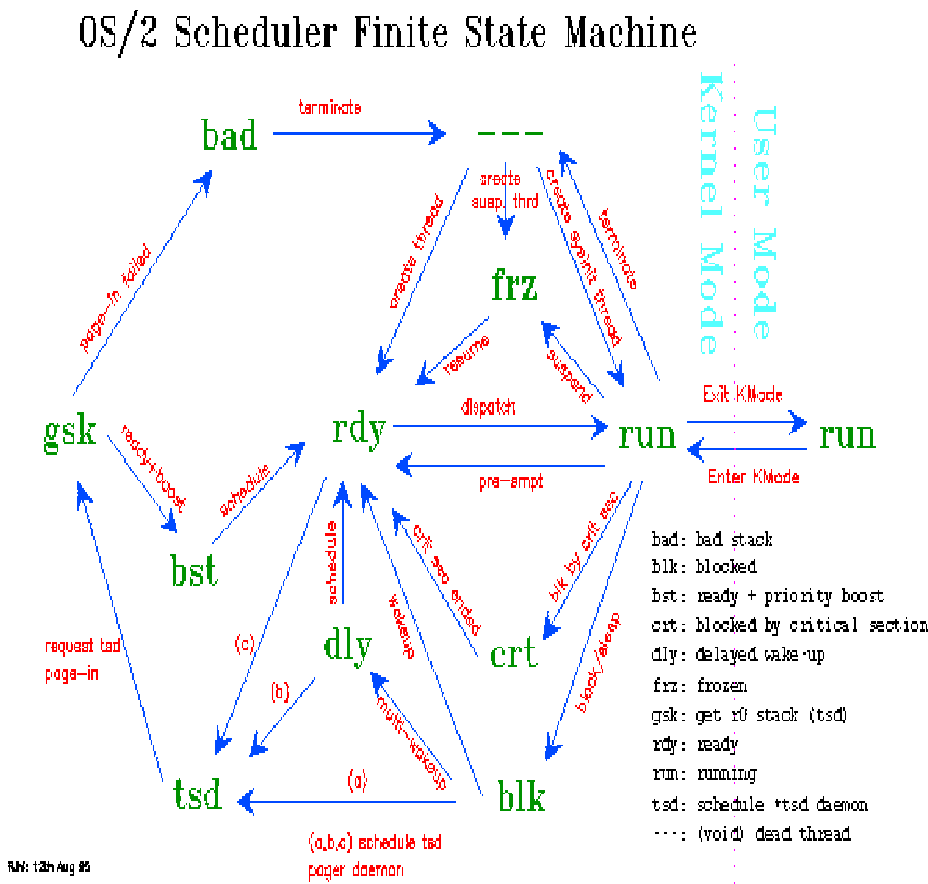 OS/2 Scheduler Finite State Machine
Kernel Mode
User Mode
terminate
bad
---
create
susp. thrd
create thread
create sysinit thread
terminate
page-in failed
frz
resume
suspend
dispatch
Exit KMode
gsk
rdy
run
run
ready+boost
schedule
pre-empt
Enter KMode
bst
schedule
crit sec ended
blk by crit sec
wakeup
block/sleep
request tsd
page-in
(c)
dly
crt
(b)
multi-wakeup
tsd
(a)
blk
(a,b,c) schedule tsd
pager daemon
bad: bad stack
blk: blocked
bst: ready + priority boost
crt: blocked by critical section
dly: delayed wake-up
frz: frozen
gsk: get r0 stack (tsd)
rdy: ready
run: running
tsd: schedule *tsd daemon
---: (void) dead thread
12th Aug